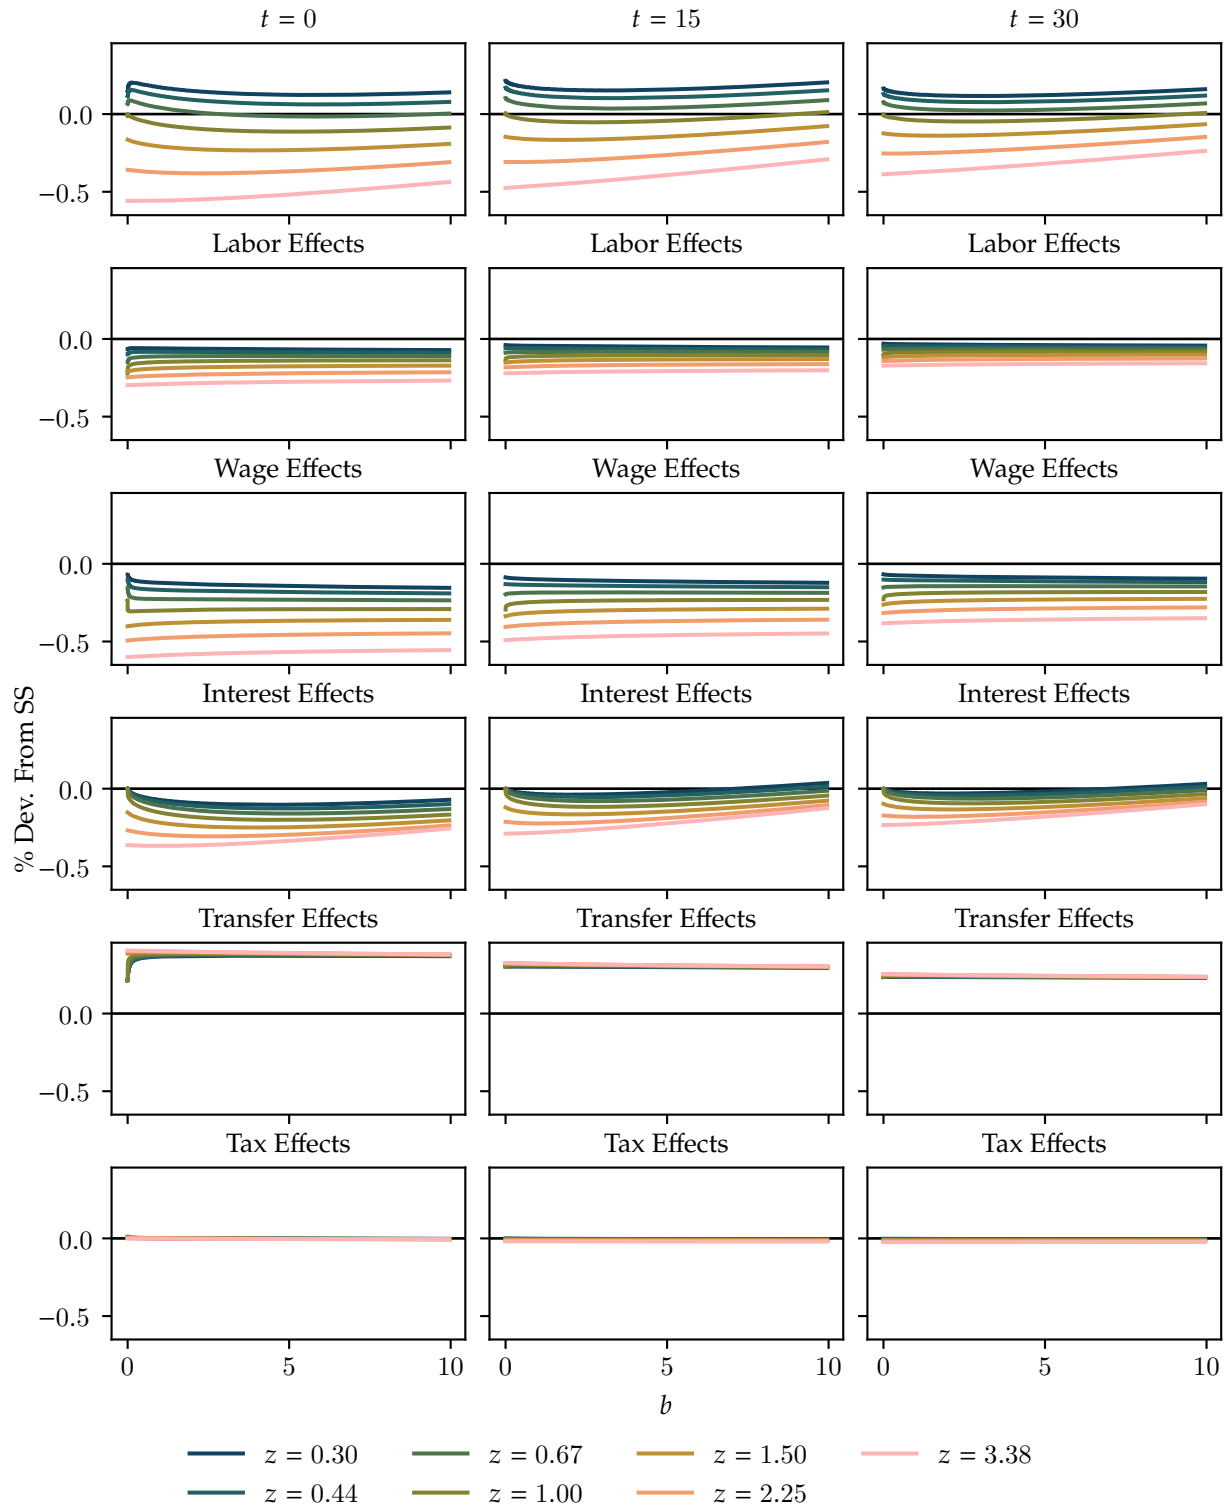 t = 0 t = 15 t = 30
0.0
−0.5
Labor Effects Labor Effects Labor Effects
0.0
−0.5
Wage Effects Wage Effects Wage Effects
0.0
−0.5
Interest Effects Interest Effects Interest Effects
0.0
−0.5
% Dev. From SS
Transfer Effects Transfer Effects Transfer Effects
0.0
−0.5
Tax Effects Tax Effects Tax Effects
0.0
−0.5
0 5 10 0 5 10 0 5 10
b
z = 0.30 z = 0.67 z = 1.50 z = 3.38
z = 0.44 z = 1.00 z = 2.25